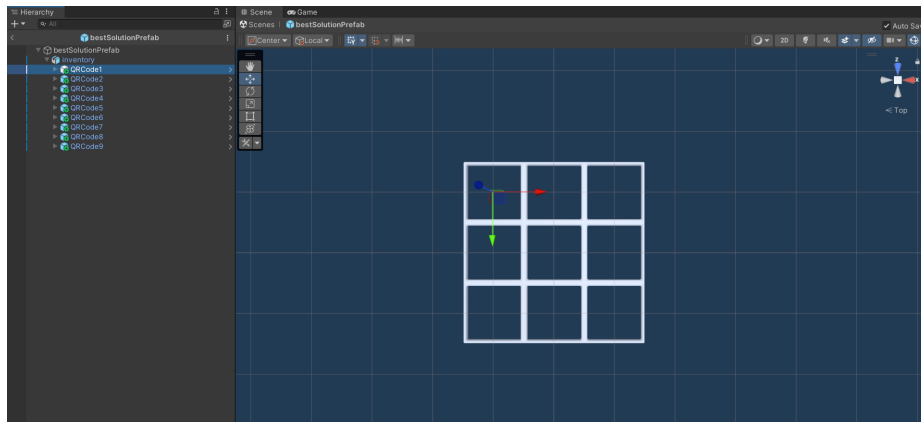 Hierarchy
Scene Game
All
Scenes bestSolutionPrefab
Auto Sav
bestSolutionPrefab
Center Local
2D
bestSolutionPrefab
Inventory
QRCode1
QRCode2
QRCode3
QRCode4
QRCode5
QRCode6
QRCode7
QRCode8
QRCode9
z
x
Top